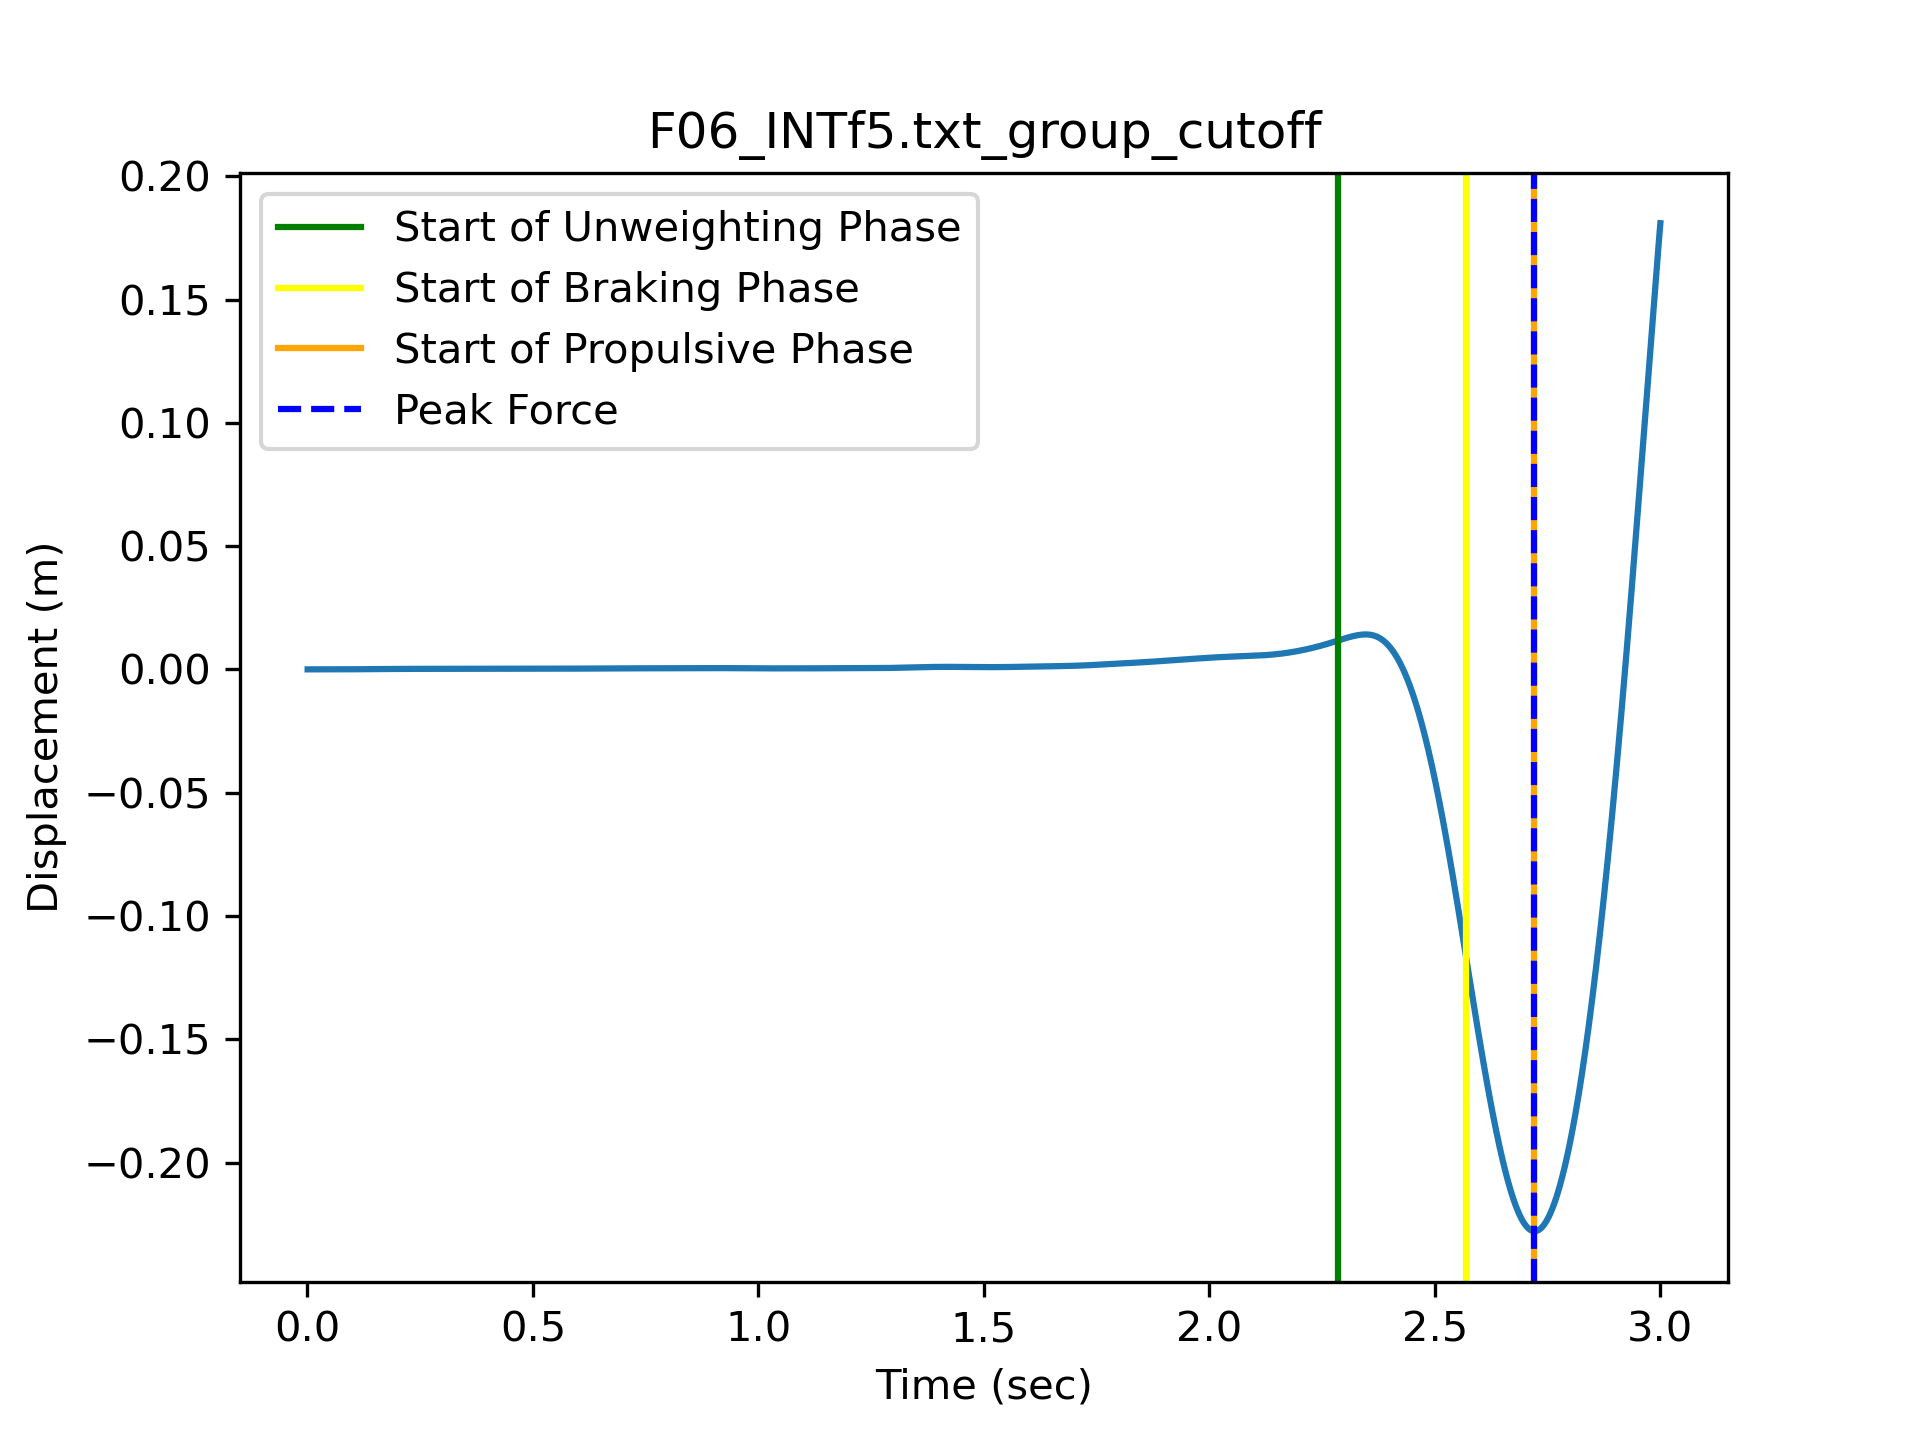 F06_INTf5.txt_group_cutoff
Start of Unweighting Phase
Start of Braking Phase
Start of Propulsive Phase
Peak Force
0.20
0.15
0.10
0.05
0.00
−0.05
−0.10
−0.15
−0.20
Displacement (m)
0.0 0.5 1.0 1.5 2.0 2.5 3.0
Time (sec)